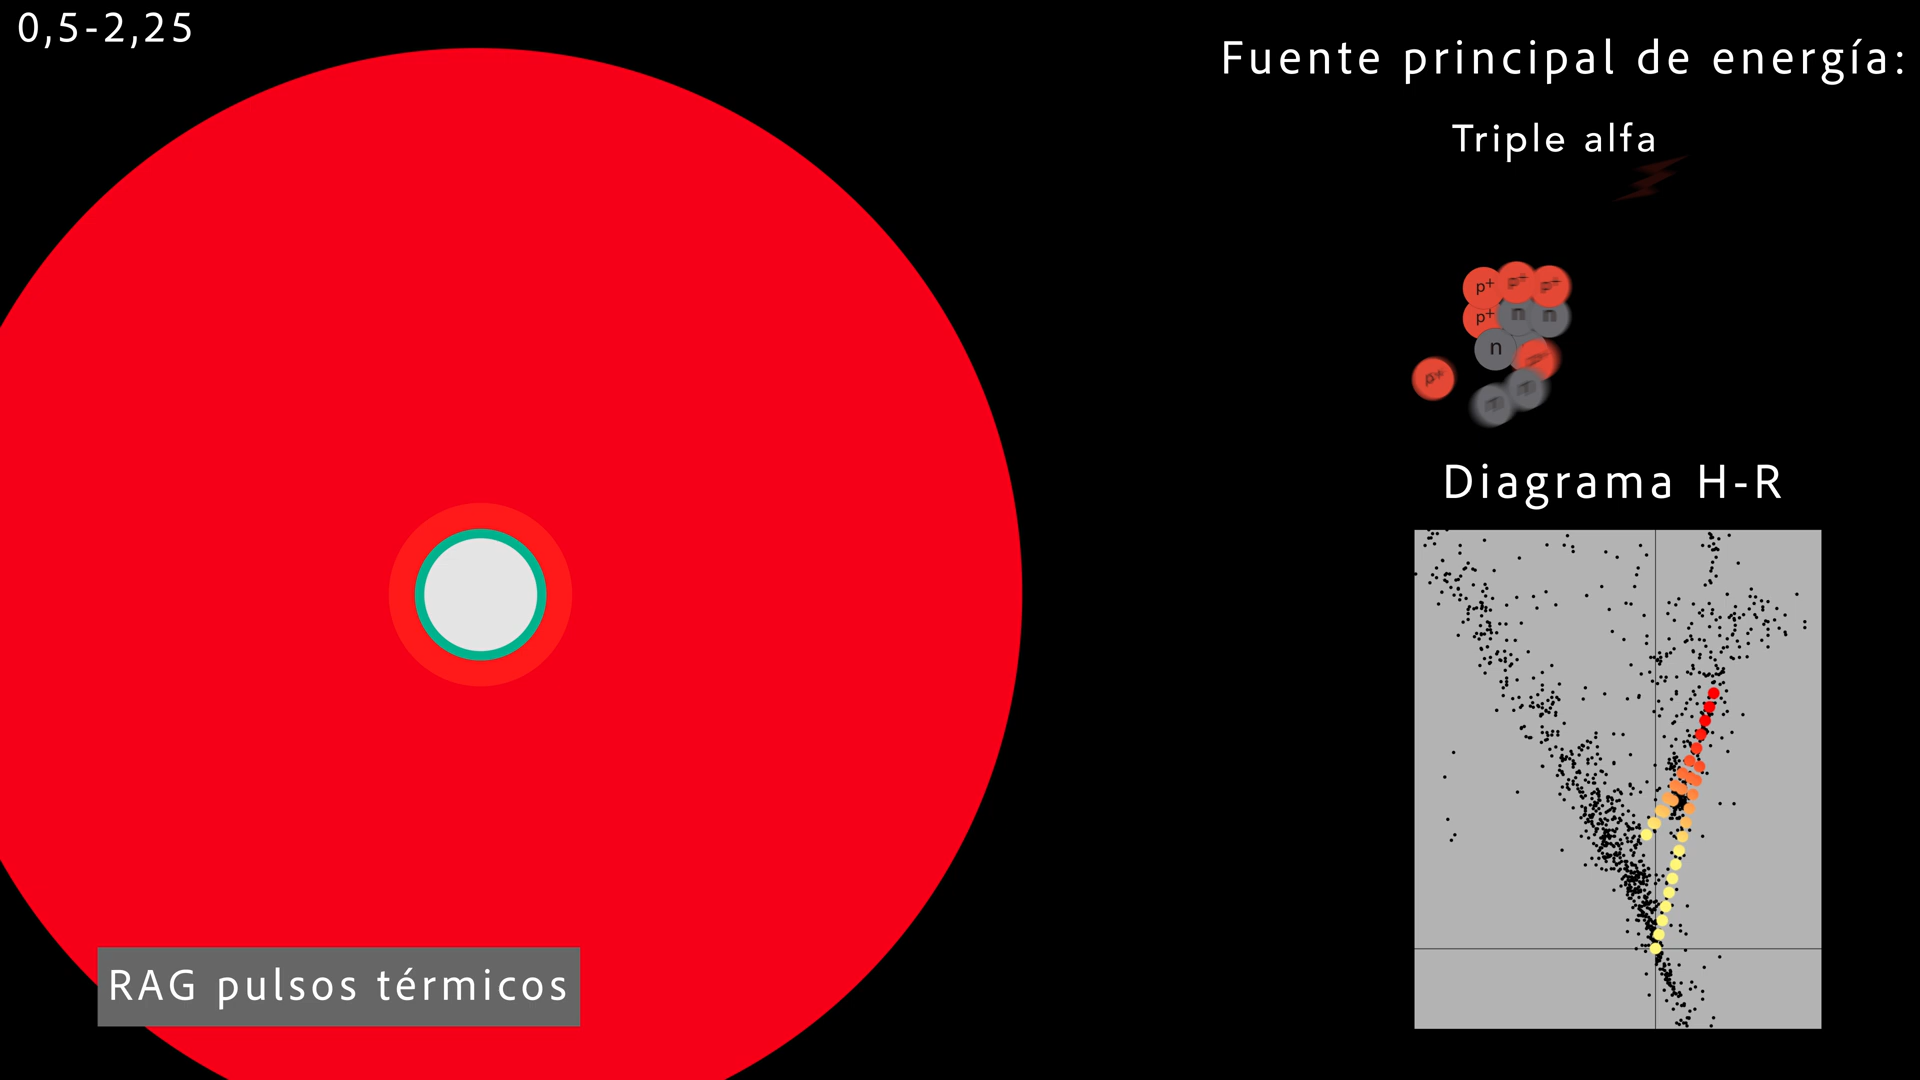 0,5-2,25
Fuente principal de energía:
Triple alfa
p⁺
p⁺
p⁺
p⁺
n
n
n
p⁺
Diagrama H-R
RAG pulsos térmicos